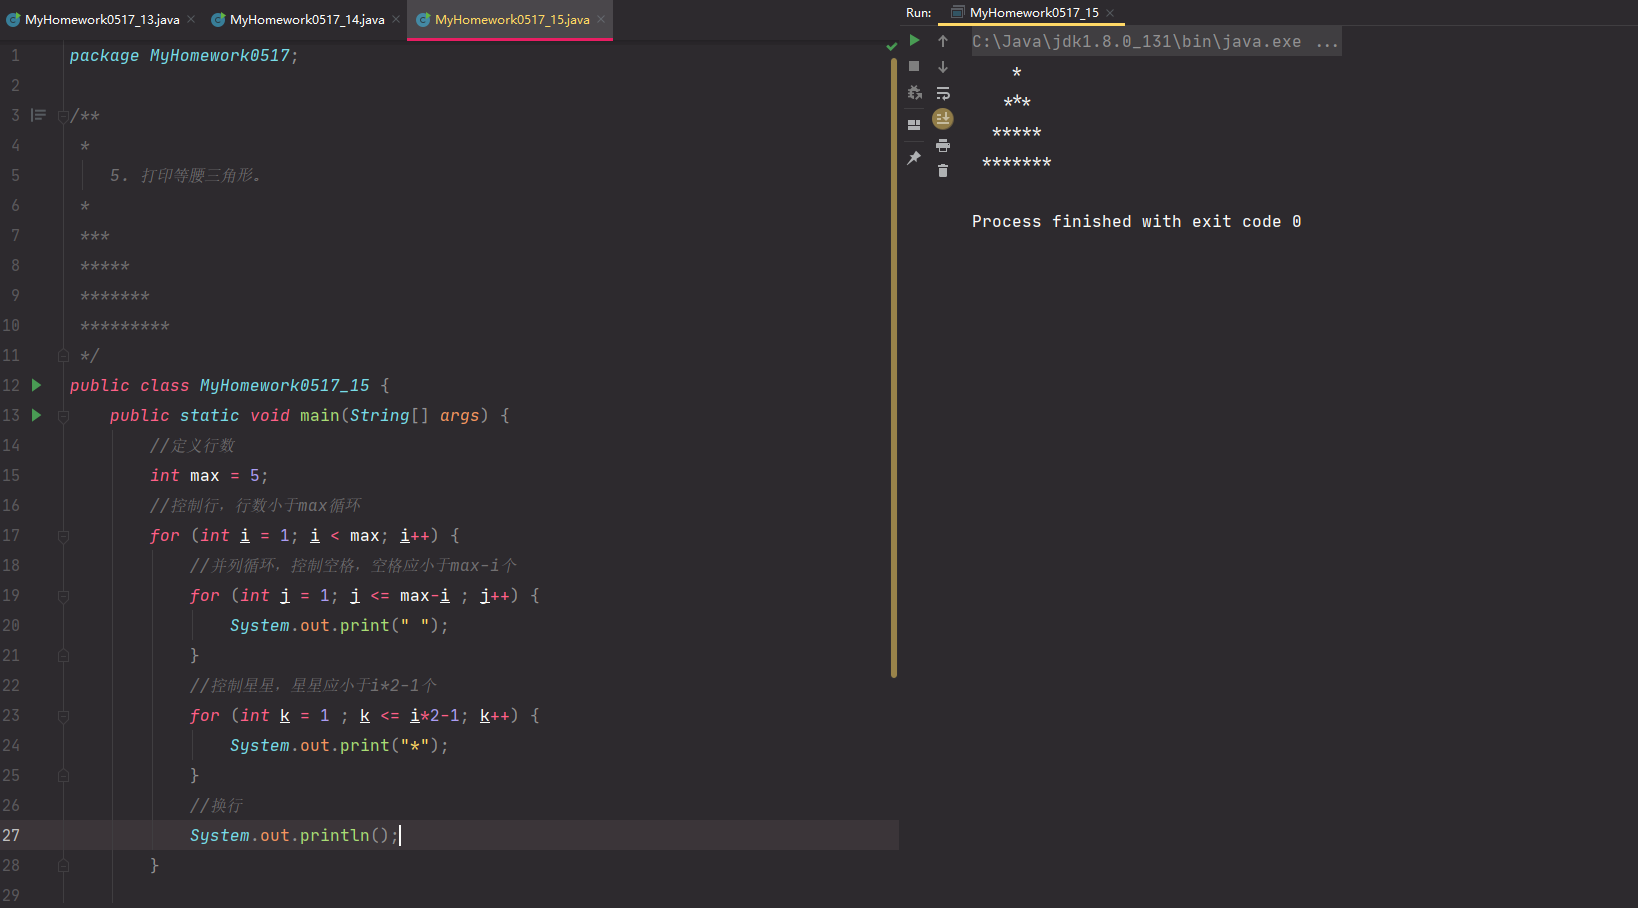 MyHomework0517_13.java MyHomework0517_14.java MyHomework0517_15.java
1 package MyHomework0517;
2
3 /**
4 *
5 5. 打印等腰三角形。
6 *
7 ***
8 *****
9 *******
10 *********
11 */
12 public class MyHomework0517_15 {
13 public static void main(String[] args) {
14 //定义行数
15 int max = 5;
16 //控制行，行数小于max循环
17 for (int i = 1; i < max; i++) {
18 //并列循环，控制空格，空格应小于max-i个
19 for (int j = 1; j <= max-i ; j++) {
20 System.out.print(" ");
21 }
22 //控制星星，星星应小于i*2-1个
23 for (int k = 1 ; k <= i*2-1; k++) {
24 System.out.print("*");
25 }
26 //换行
27 System.out.println();
28 }
29
Run: MyHomework0517_15
C:\Java\jdk1.8.0_131\bin\java.exe ...
*
***
*****
*******
Process finished with exit code 0